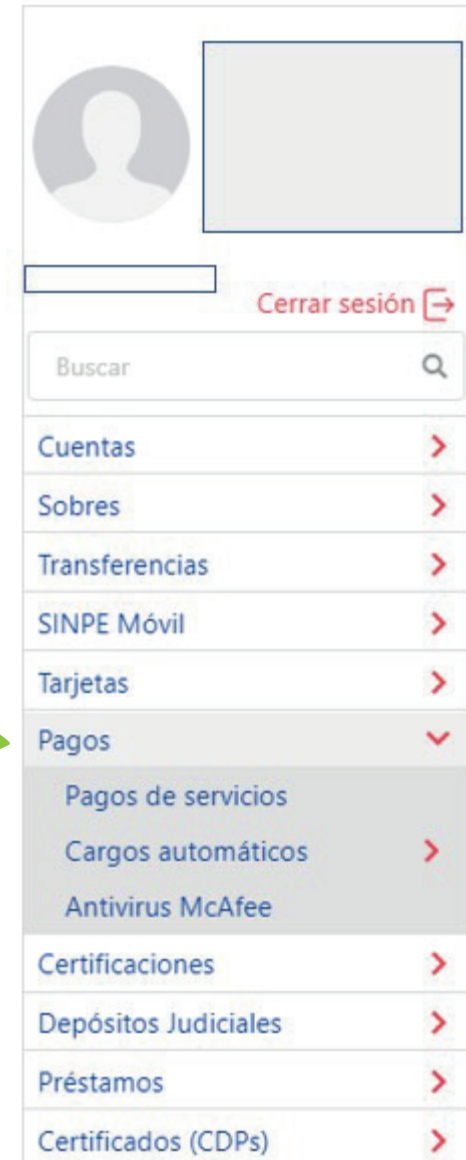 Cerrar sesión
Buscar
Cuentas
Sobres
Transferencias
SINPE Móvil
Tarjetas
Pagos
Pagos de servicios
Cargos automáticos
Antivirus McAfee
Certificaciones
Depósitos Judiciales
Préstamos
Certificados (CDPs)